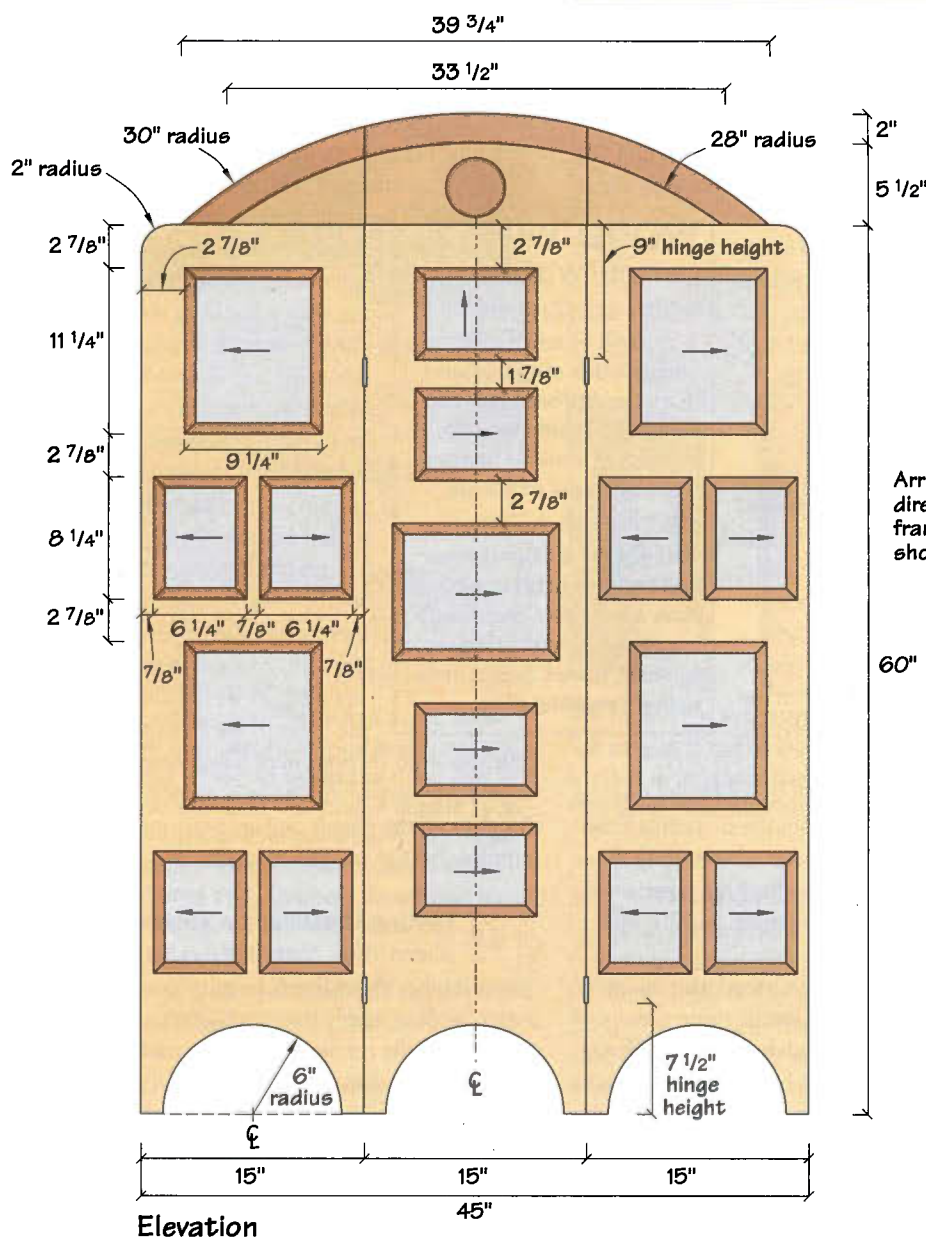 39 3/4"
33 1/2"
30" radius
28" radius
2"
2" radius
5 1/2"
2 7/8"
2 7/8"
2 7/8"
9" hinge height
11 1/4"
1 7/8"
2 7/8"
9 1/4"
2 7/8"
8 1/4"
2 7/8"
6 1/4" 7/8" 6 1/4"
7/8"
7/8"
60"
6"
radius
7 1/2"
hinge
height
℄
℄
15"
15"
15"
45"
Elevation